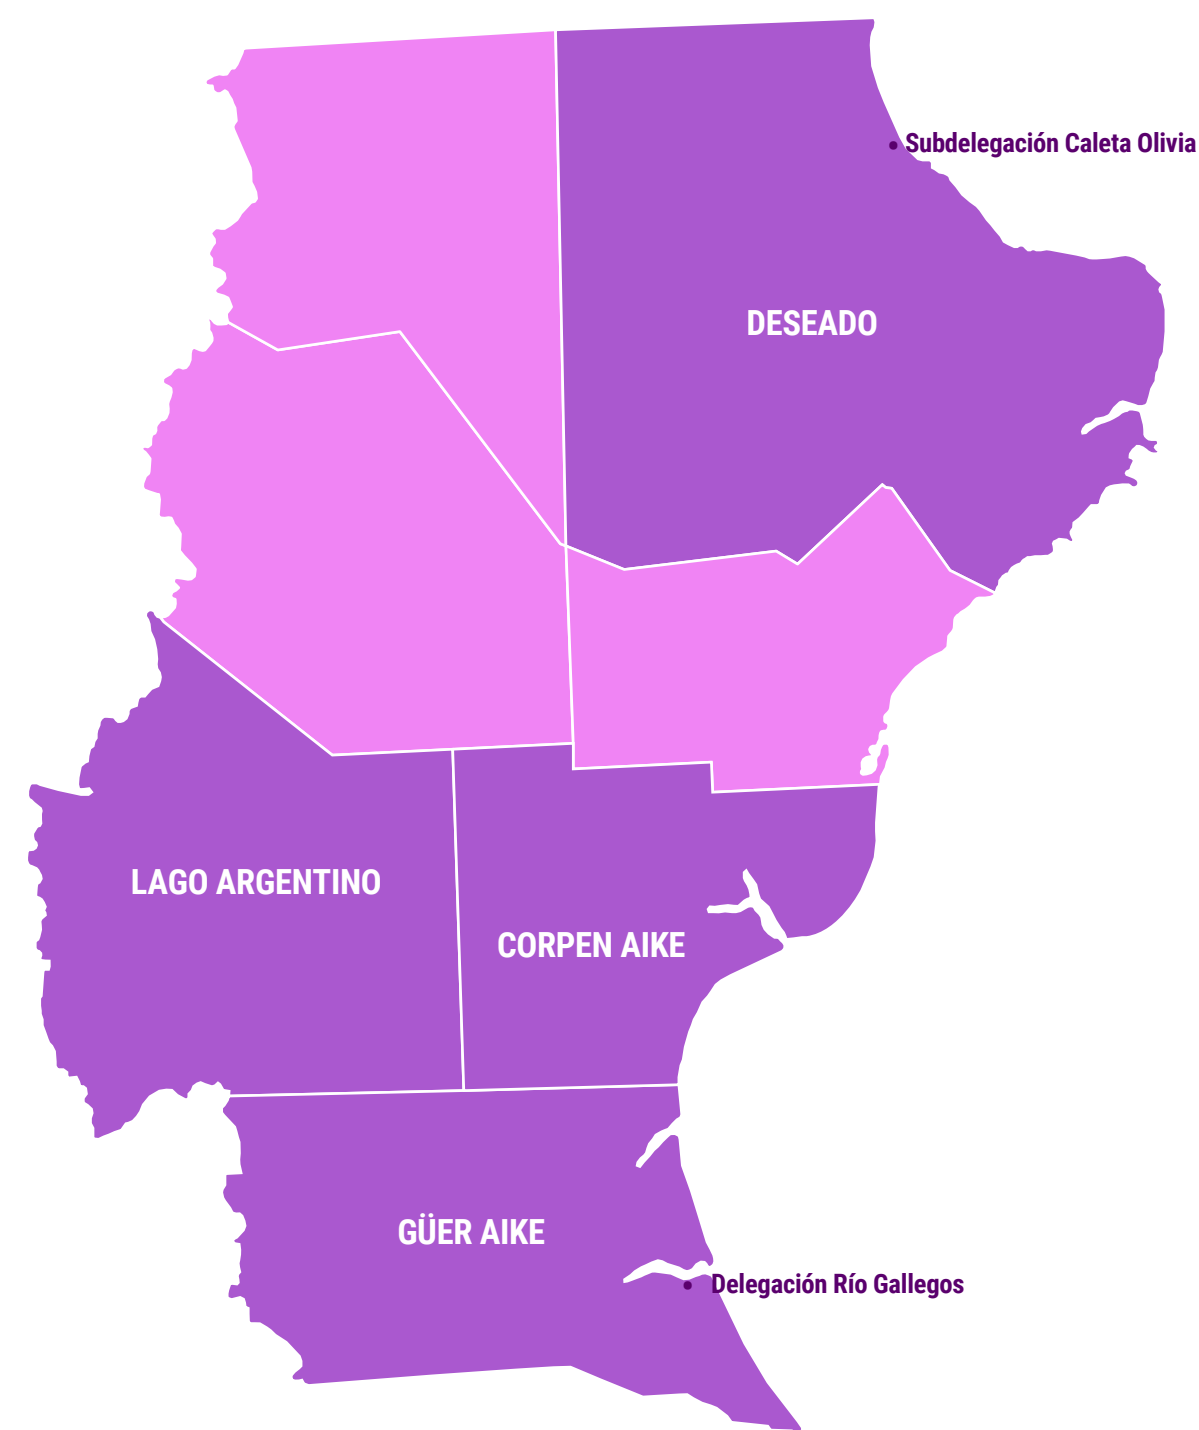 Subdelegación Caleta Olivia
DESEADO
LAGO ARGENTINO
CORPEN AIKE
GÜER AIKE
Delegación Río Gallegos